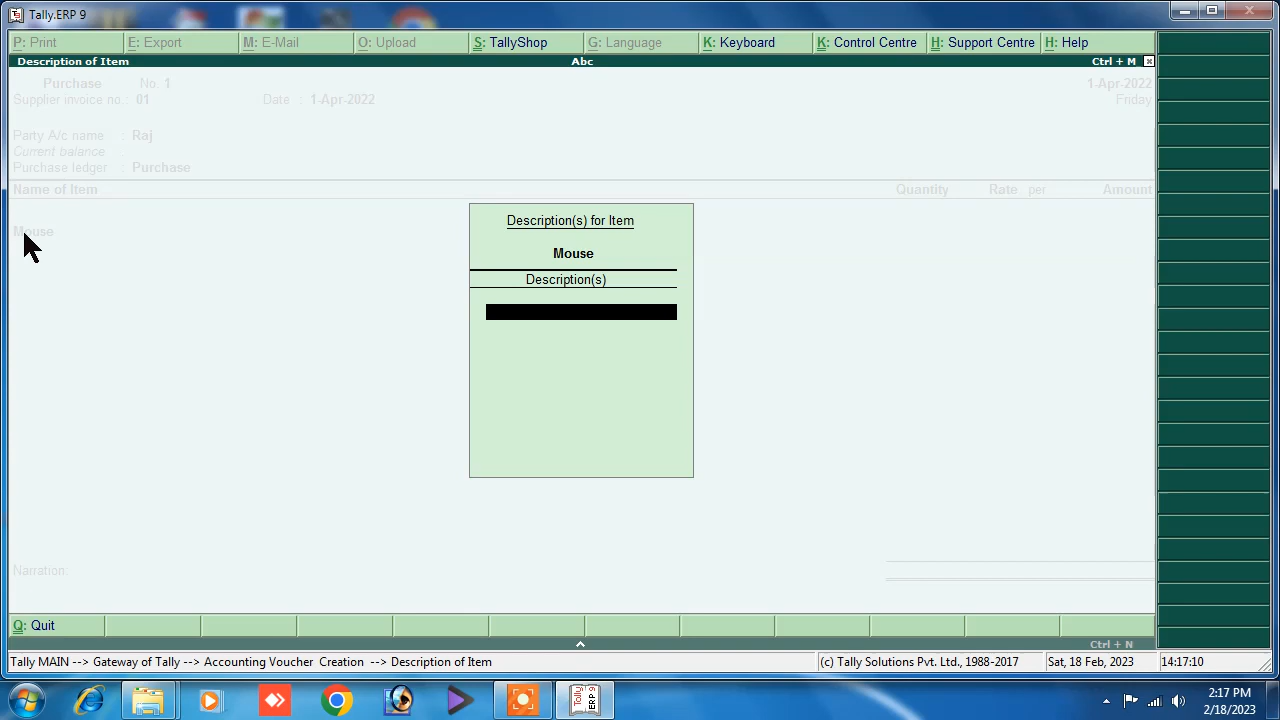 Tally.ERP 9
P: Print E: Export M: E-Mail O: Upload S: TallyShop G: Language K: Keyboard K: Control Centre H: Support Centre H: Help
Description of Item Abc Ctrl + M
Purchase No. 1 1-Apr-2022
Supplier invoice no.: 01 Date : 1-Apr-2022 Friday
Party A/c name : Raj
Current balance :
Purchase ledger : Purchase
Name of Item Quantity Rate per Amount
Mouse
Description(s) for Item
Mouse
Description(s)
Narration:
Q: Quit
Ctrl + N
Tally MAIN --> Gateway of Tally --> Accounting Voucher Creation --> Description of Item (c) Tally Solutions Pvt. Ltd., 1988-2017 Sat, 18 Feb, 2023 14:17:10
2:17 PM
2/18/2023